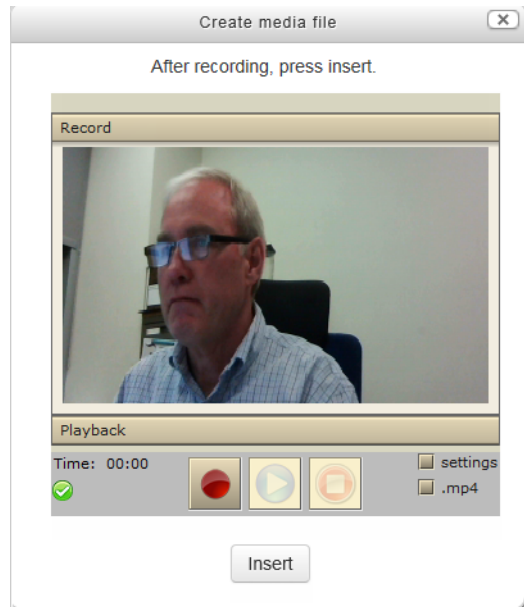 Create media file
After recording, press insert.
Record
Playback
Time: 00:00
settings
.mp4
Insert